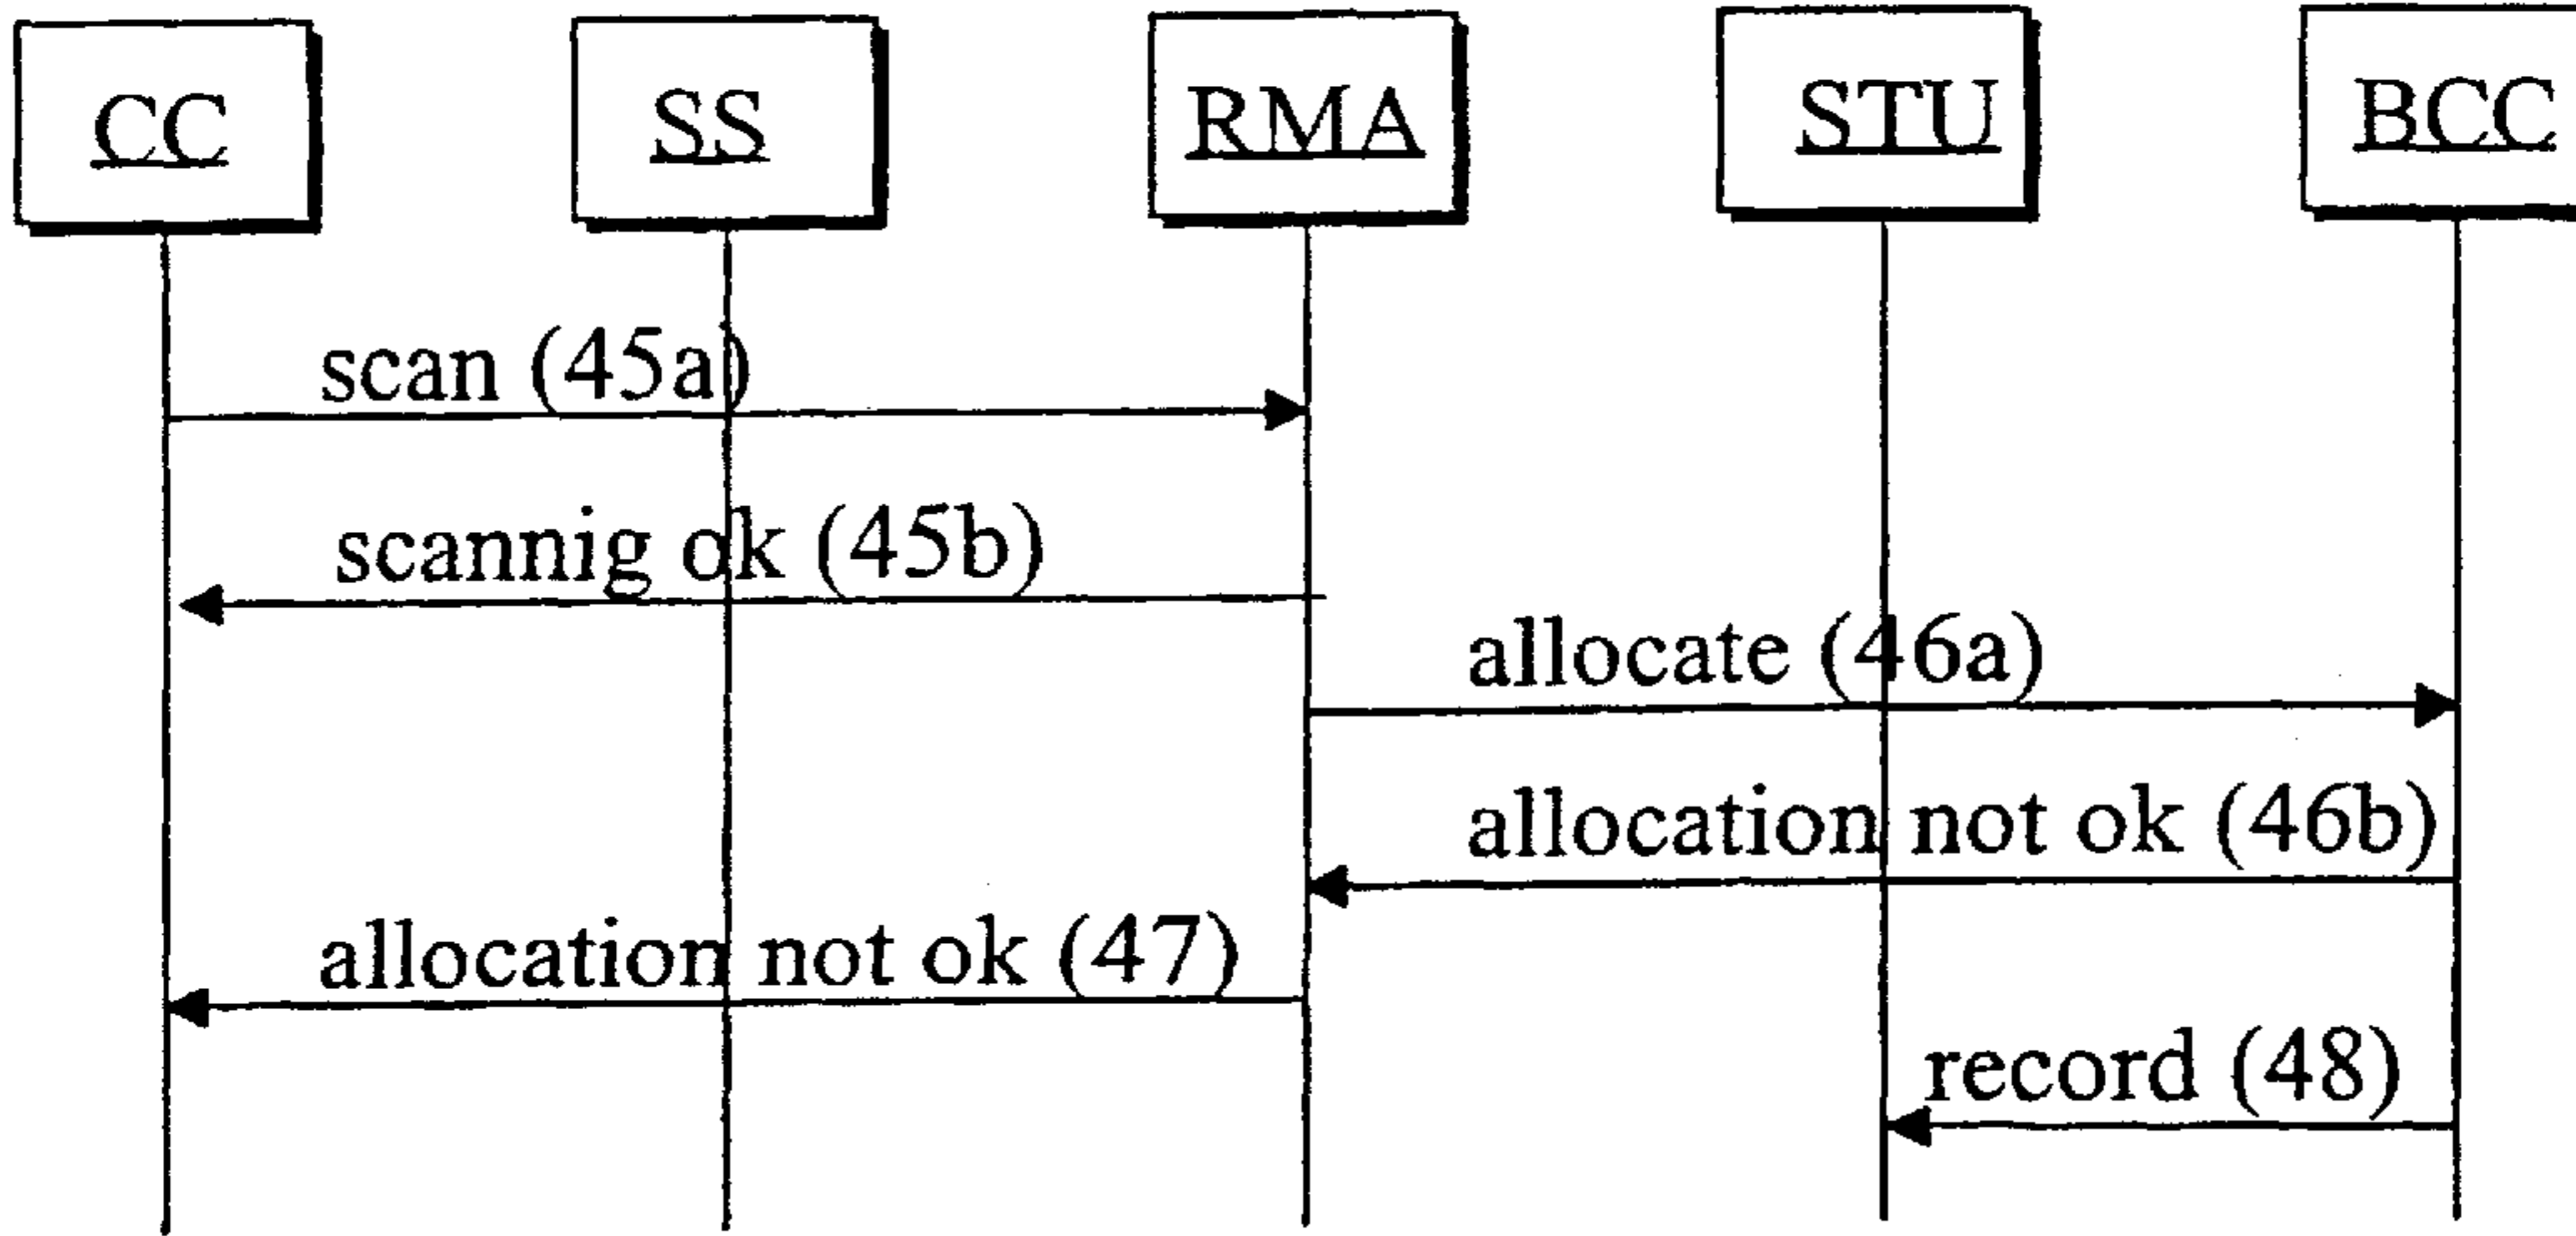 CC SS RMA STU BCC
scan (45a)
scannig ok (45b)
allocate (46a)
allocation not ok (46b)
allocation not ok (47)
record (48)